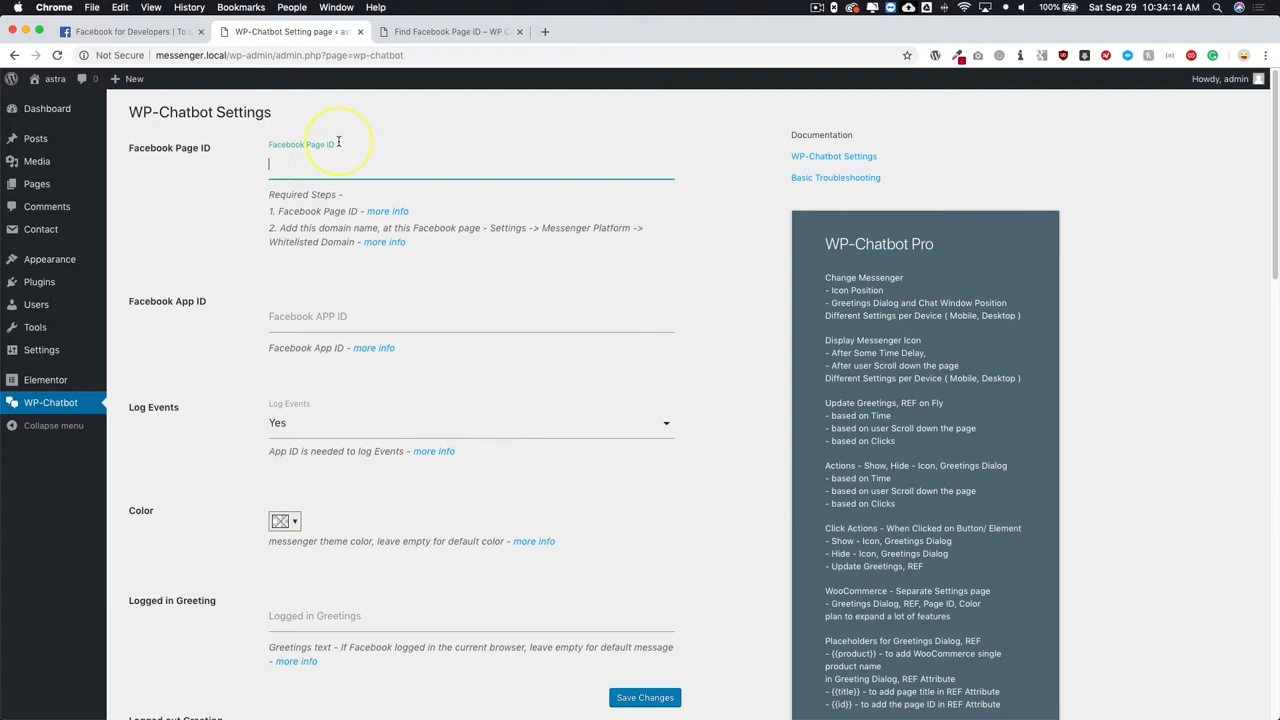 Chrome File Edit View History Bookmarks People Window Help
Sat Sep 29 10:34:14 AM
Facebook for Developers | To b
WP-Chatbot Setting page < ast
Find Facebook Page ID – WP C
Not Secure messenger.local/wp-admin/admin.php?page=wp-chatbot
astra 0 New
Howdy, admin
Dashboard
Posts
Media
Pages
Comments
Contact
Appearance
Plugins
Users
Tools
Settings
Elementor
WP-Chatbot
Collapse menu
WP-Chatbot Settings
Facebook Page ID
Facebook Page ID
Required Steps -
1. Facebook Page ID - more info
2. Add this domain name, at this Facebook page - Settings -> Messenger Platform ->
Whitelisted Domain - more info
Facebook App ID
Facebook APP ID
Facebook App ID - more info
Log Events
Log Events
Yes
App ID is needed to log Events - more info
Color
messenger theme color, leave empty for default color - more info
Logged in Greeting
Logged in Greetings
Greetings text - If Facebook logged in the current browser, leave empty for default message
- more info
Save Changes
Logged out Greeting
Documentation
WP-Chatbot Settings
Basic Troubleshooting
WP-Chatbot Pro
Change Messenger
- Icon Position
- Greetings Dialog and Chat Window Position
Different Settings per Device ( Mobile, Desktop )
Display Messenger Icon
- After Some Time Delay,
- After user Scroll down the page
Different Settings per Device ( Mobile, Desktop )
Update Greetings, REF on Fly
- based on Time
- based on user Scroll down the page
- based on Clicks
Actions - Show, Hide - Icon, Greetings Dialog
- based on Time
- based on user Scroll down the page
- based on Clicks
Click Actions - When Clicked on Button/ Element
- Show - Icon, Greetings Dialog
- Hide - Icon, Greetings Dialog
- Update Greetings, REF
WooCommerce - Separate Settings page
- Greetings Dialog, REF, Page ID, Color
plan to expand a lot of features
Placeholders for Greetings Dialog, REF
- {{product}} - to add WooCommerce single
product name
in Greeting Dialog, REF Attribute
- {{title}} - to add page title in REF Attribute
- {{id}} - to add the page ID in REF Attribute